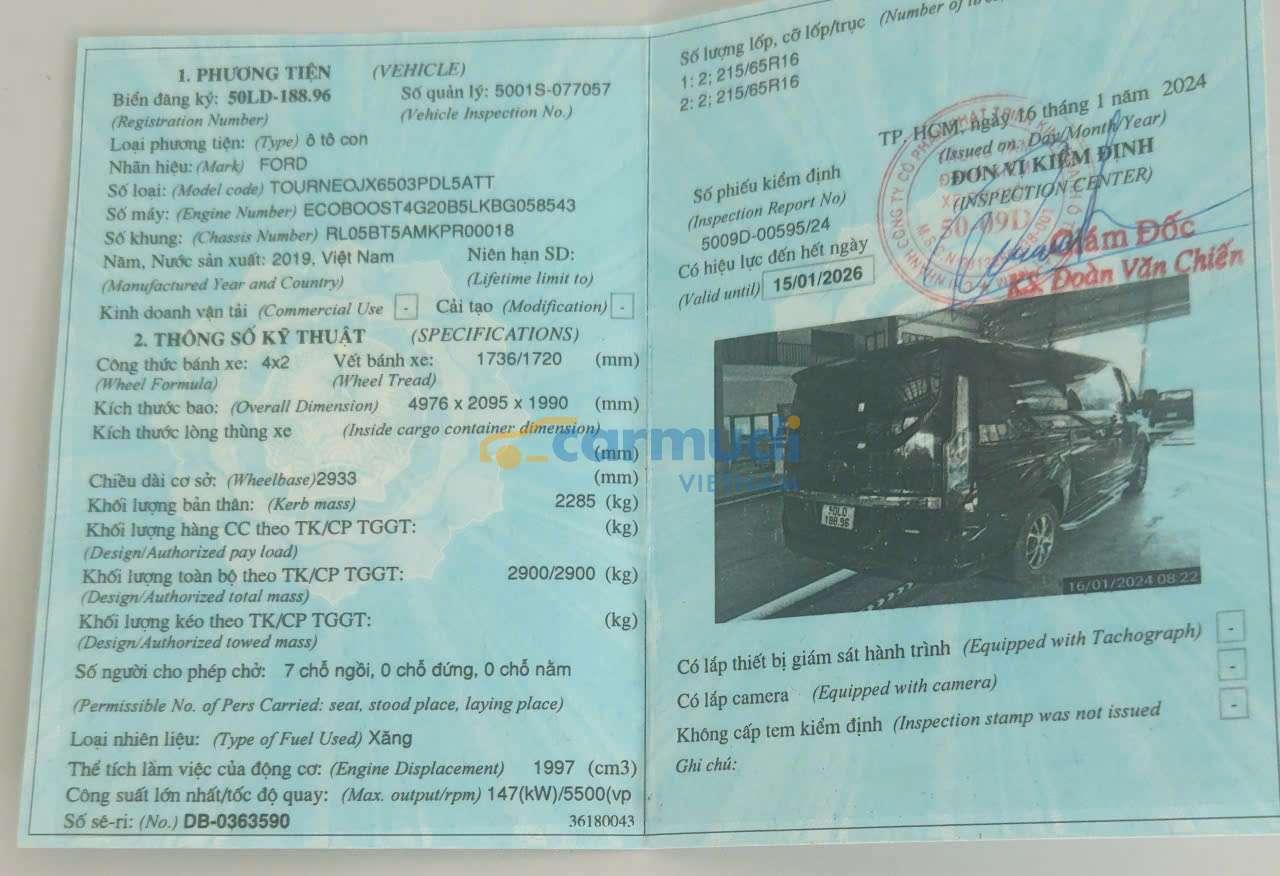 1. PHƯƠNG TIỆN (VEHICLE)
Biển đăng ký: 50LD-188.96 Số quản lý: 5001S-077057
(Registration Number) (Vehicle Inspection No.)
Loại phương tiện: (Type) ô tô con
Nhãn hiệu: (Mark) FORD
Số loại: (Model code) TOURNEOJX6503PDL5ATT
Số máy: (Engine Number) ECOBOOST4G20B5LKBG058543
Số khung: (Chassis Number) RL05BT5AMKPR00018
Năm, Nước sản xuất: 2019, Việt Nam Niên hạn SD:
(Manufactured Year and Country) (Lifetime limit to)
Kinh doanh vận tải (Commercial Use - Cải tạo (Modification) -
2. THÔNG SỐ KỸ THUẬT (SPECIFICATIONS)
Công thức bánh xe: 4x2 Vết bánh xe: 1736/1720 (mm)
(Wheel Formula) (Wheel Tread)
Kích thước bao: (Overall Dimension) 4976 x 2095 x 1990 (mm)
Kích thước lòng thùng xe (Inside cargo container dimension)
(mm)
Chiều dài cơ sở: (Wheelbase)2933 (mm)
Khối lượng bản thân: (Kerb mass) 2285 (kg)
Khối lượng hàng CC theo TK/CP TGGT: (kg)
(Design/Authorized pay load)
Khối lượng toàn bộ theo TK/CP TGGT: 2900/2900 (kg)
(Design/Authorized total mass)
Khối lượng kéo theo TK/CP TGGT: (kg)
(Design/Authorized towed mass)
Số người cho phép chở: 7 chỗ ngồi, 0 chỗ đứng, 0 chỗ nằm
(Permissible No. of Pers Carried: seat, stood place, laying place)
Loại nhiên liệu: (Type of Fuel Used) Xăng
Thể tích làm việc của động cơ: (Engine Displacement) 1997 (cm3)
Công suất lớn nhất/tốc độ quay: (Max. output/rpm) 147(kW)/5500(vp
Số sê-ri: (No.) DB-0363590 36180043
Số lượng lốp, cỡ lốp/trục (Number of
1: 2; 215/65R16
2: 2; 215/65R16
TP. HCM, ngày 16 tháng 1 năm 2024
(Issued on. Day/Month/Year)
ĐƠN VỊ KIỂM ĐỊNH
(INSPECTION CENTER)
Số phiếu kiểm định
(Inspection Report No)
5009D-00595/24
Có hiệu lực đến hết ngày
(Valid until) 15/01/2026
50-09D
Giám Đốc
KS. Đoàn Văn Chiến
carmudi
VIETNAM
50LD
188.96
16/01/2024 08:22
Có lắp thiết bị giám sát hành trình (Equipped with Tachograph) -
Có lắp camera (Equipped with camera) -
Không cấp tem kiểm định (Inspection stamp was not issued -
Ghi chú: